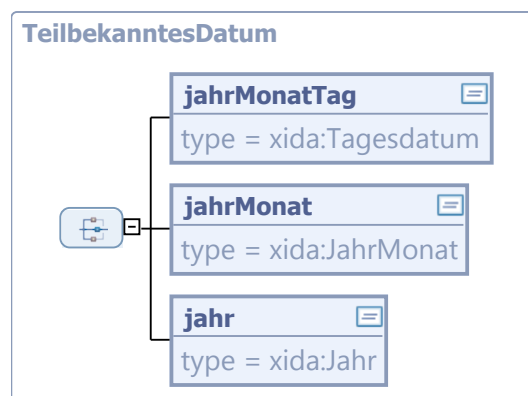 TeilbekanntesDatum
jahrMonatTag
type = xida:Tagesdatum
jahrMonat
type = xida:JahrMonat
jahr
type = xida:Jahr